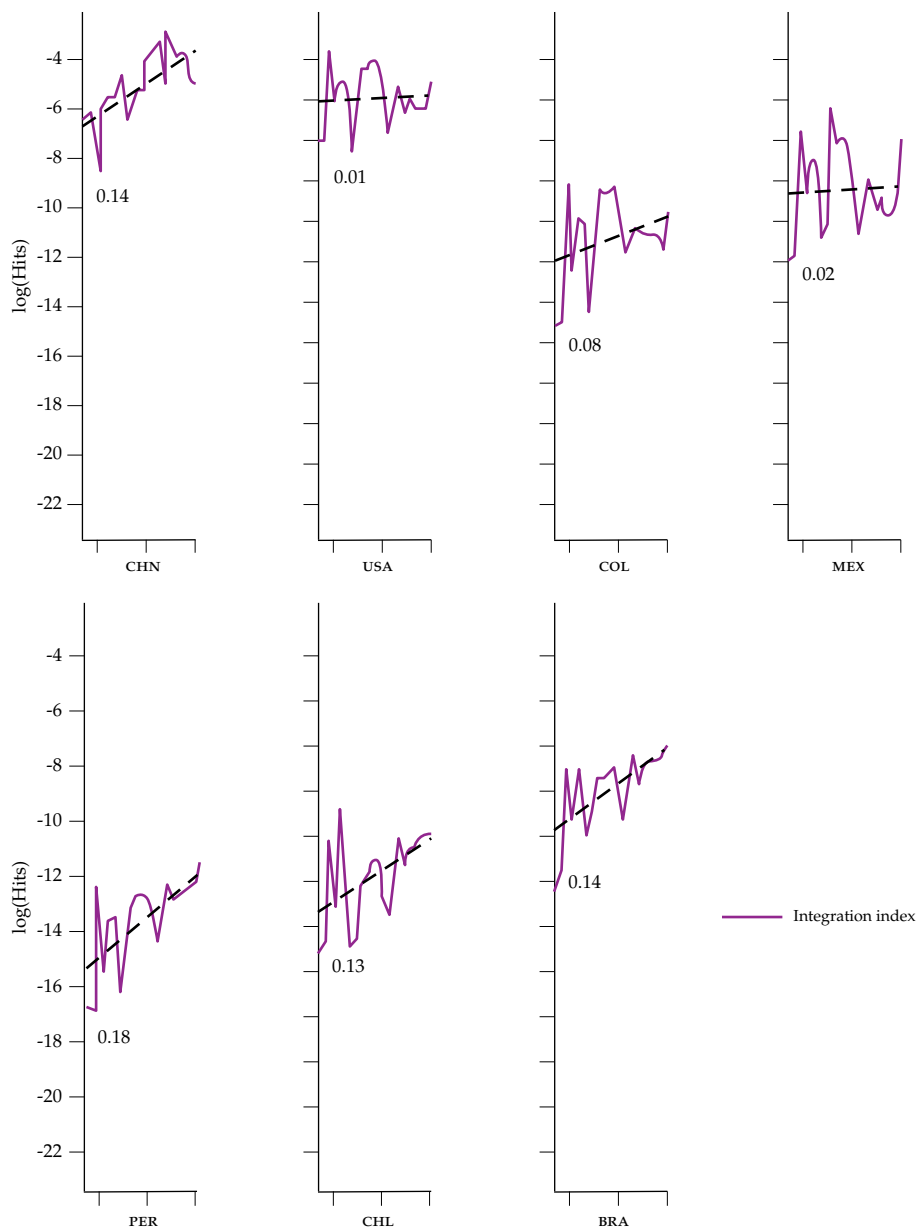 -4
-6
-8
0.14
0.01
-10
log(Hits)
-12
0.02
-14
0.08
-16
-18
-20
-22
CHN
USA
COL
MEX
-4
-6
-8
-10
-12
0.14
log(Hits)
Integration index
-14
0.13
-16
0.18
-18
-20
-22
PER
CHL
BRA